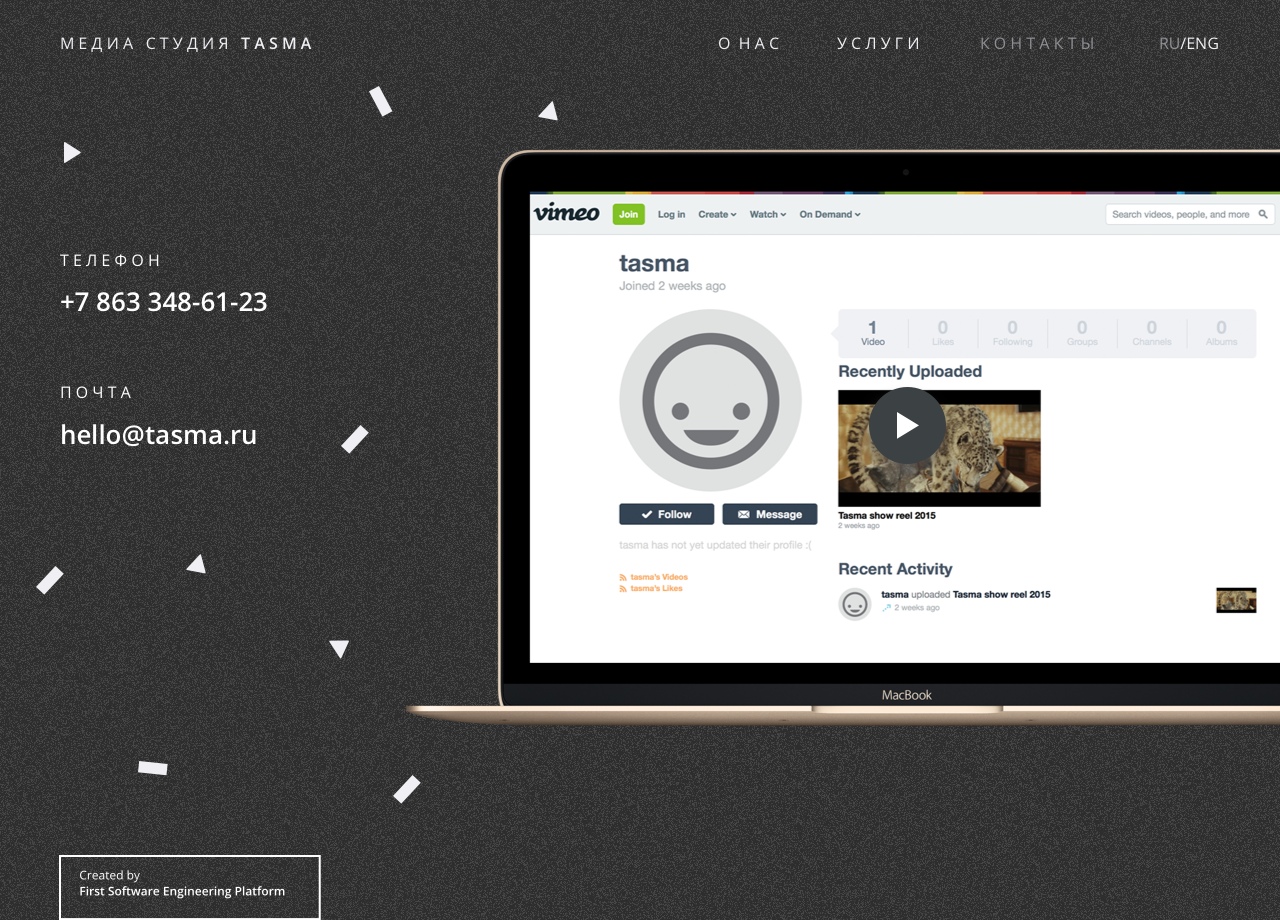 МЕДИА СТУДИЯ TASMA
О НАС УСЛУГИ КОНТАКТЫ RU/ENG
ТЕЛЕФОН
+7 863 348-61-23
ПОЧТА
hello@tasma.ru
vimeo Join Log in Create Watch On Demand Search videos, people, and more
tasma
Joined 2 weeks ago
1 0 0 0 0 0
Video Likes Following Groups Channels Albums
Recently Uploaded
Tasma show reel 2015
2 weeks ago
Follow Message
tasma has not yet updated their profile :(
tasma's Videos
tasma's Likes
Recent Activity
tasma uploaded Tasma show reel 2015
2 weeks ago
MacBook
Created by
First Software Engineering Platform